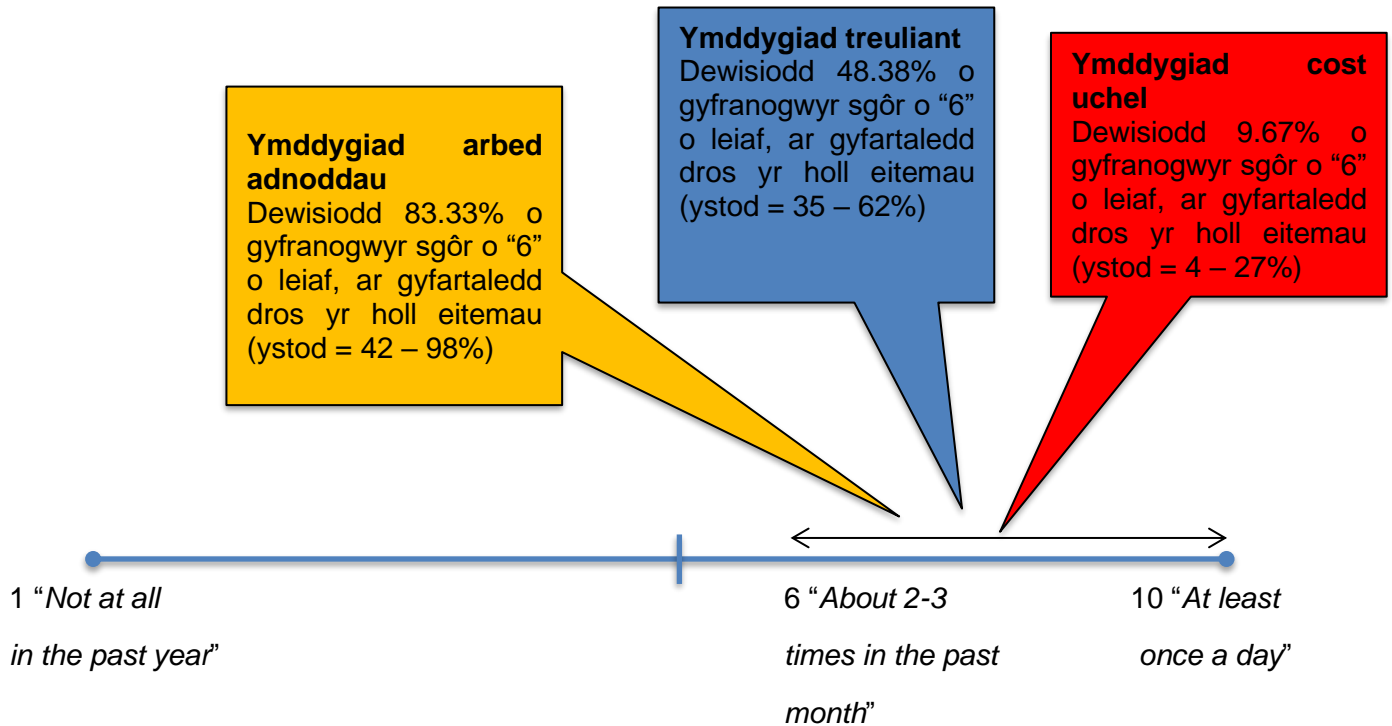 Ymddygiad arbed
adnoddau
Dewisiodd 83.33% o
gyfranogwyr sgôr o “6”
o leiaf, ar gyfartaledd
dros yr holl eitemau
(ystod = 42 – 98%)
Ymddygiad treuliant
Dewisiodd 48.38% o
gyfranogwyr sgôr o “6”
o leiaf, ar gyfartaledd
dros yr holl eitemau
(ystod = 35 – 62%)
Ymddygiad cost
uchel
Dewisiodd 9.67% o
gyfranogwyr sgôr o “6”
o leiaf, ar gyfartaledd
dros yr holl eitemau
(ystod = 4 – 27%)
1 “Not at all
in the past year”
6 “About 2-3
times in the past
month”
10 “At least
once a day”